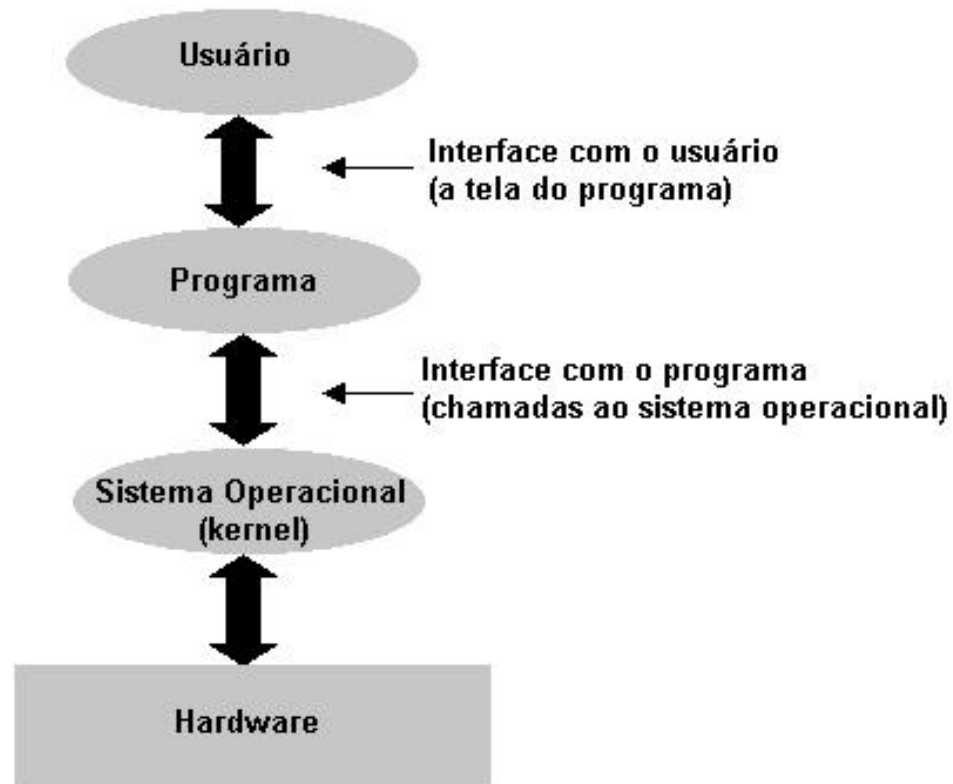 Usuário
Interface com o usuário
(a tela do programa)
Programa
Interface com o programa
(chamadas ao sistema operacional)
Sistema Operacional
(kernel)
Hardware